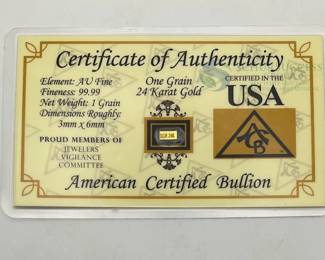 Certificate of Authenticity
Element: AU Fine
Fineness: 99.99
Net Weight: 1 Grain
Dimensions Roughly:
3mm x 6mm
One Grain
24 Karat Gold
CERTIFIED IN THE
USA
PROUD MEMBERS OF
JEWELERS
VIGILANCE
COMMITTEE
ACB
American Certified Bullion